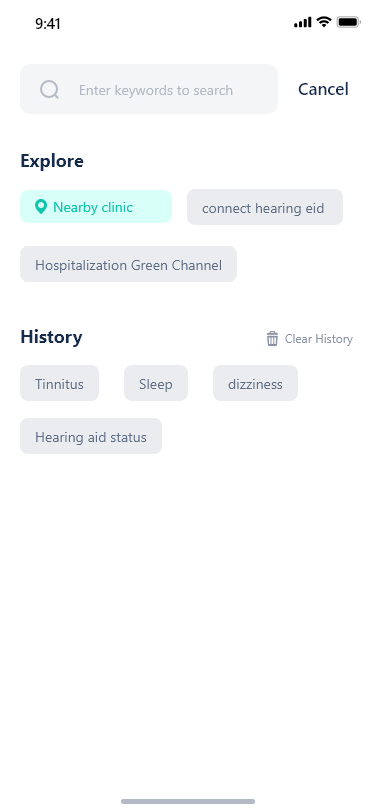 9:41
Enter keywords to search
Cancel
Explore
Nearby clinic
connect hearing eid
Hospitalization Green Channel
History
Clear History
Tinnitus
Sleep
dizziness
Hearing aid status